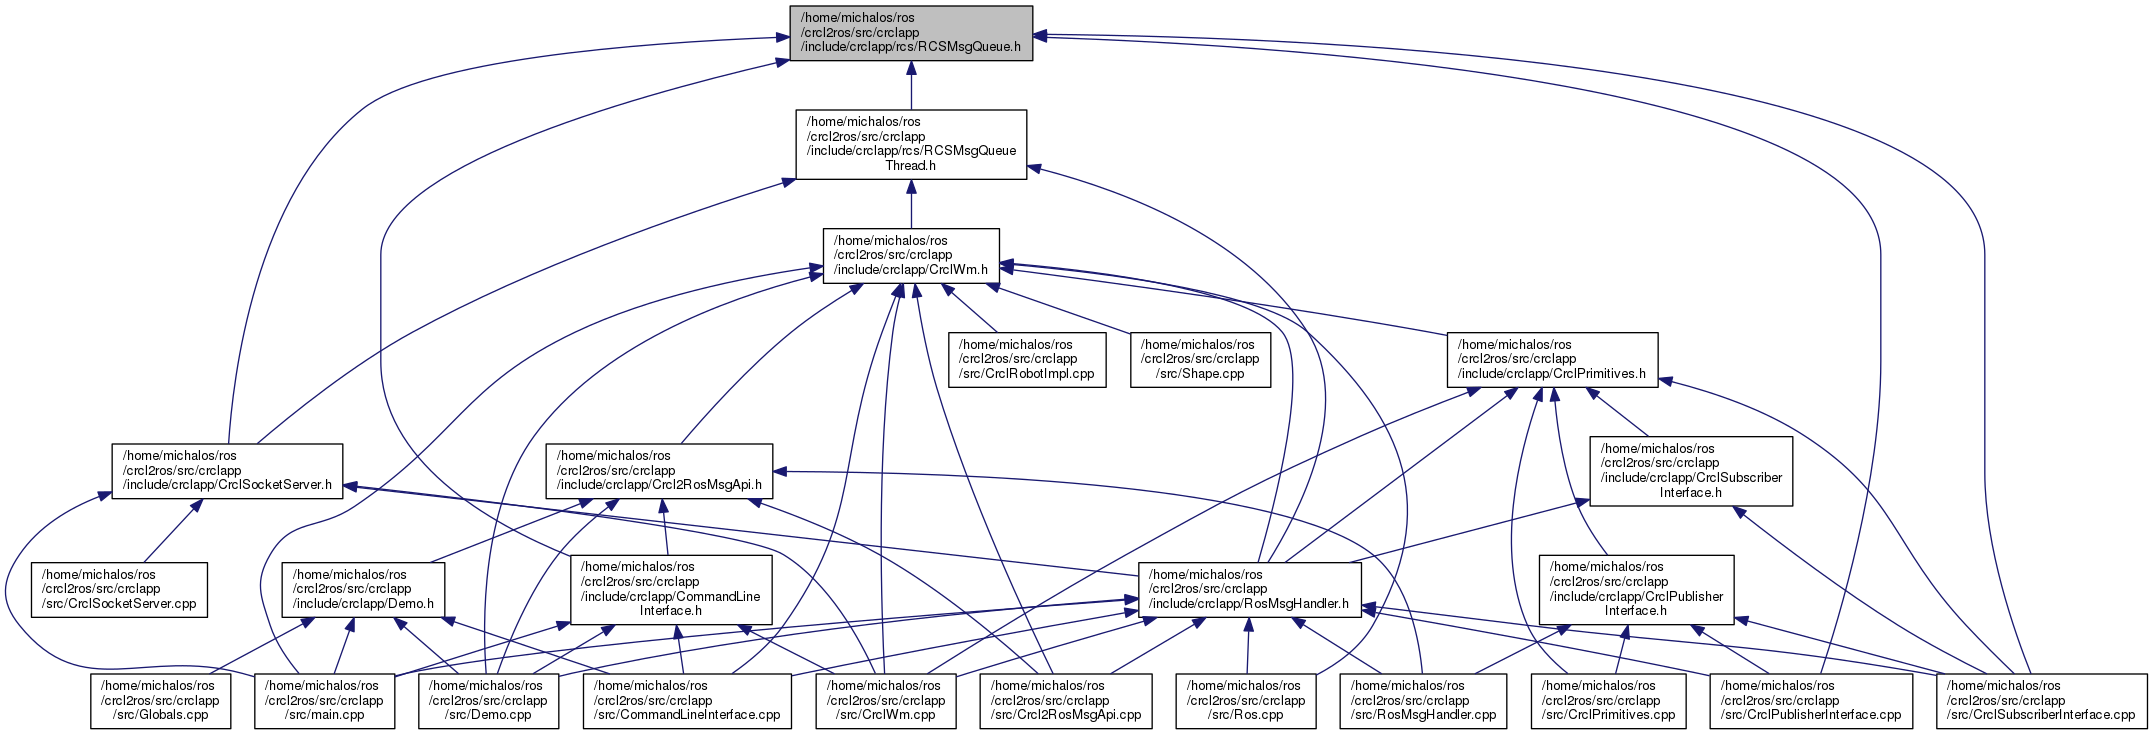 /home/michalos/ros
/crcl2ros/src/crclapp
/include/crclapp/rcs/RCSMsgQueue.h
/home/michalos/ros
/crcl2ros/src/crclapp
/include/crclapp/rcs/RCSMsgQueue
Thread.h
/home/michalos/ros
/crcl2ros/src/crclapp
/include/crclapp/CrclWm.h
/home/michalos/ros
/crcl2ros/src/crclapp
/src/CrclRobotImpl.cpp
/home/michalos/ros
/crcl2ros/src/crclapp
/src/Shape.cpp
/home/michalos/ros
/crcl2ros/src/crclapp
/include/crclapp/CrclPrimitives.h
/home/michalos/ros
/crcl2ros/src/crclapp
/include/crclapp/CrclSocketServer.h
/home/michalos/ros
/crcl2ros/src/crclapp
/include/crclapp/Crcl2RosMsgApi.h
/home/michalos/ros
/crcl2ros/src/crclapp
/include/crclapp/CrclSubscriber
Interface.h
/home/michalos/ros
/crcl2ros/src/crclapp
/src/CrclSocketServer.cpp
/home/michalos/ros
/crcl2ros/src/crclapp
/include/crclapp/Demo.h
/home/michalos/ros
/crcl2ros/src/crclapp
/include/crclapp/CommandLine
Interface.h
/home/michalos/ros
/crcl2ros/src/crclapp
/include/crclapp/RosMsgHandler.h
/home/michalos/ros
/crcl2ros/src/crclapp
/include/crclapp/CrclPublisher
Interface.h
/home/michalos/ros
/crcl2ros/src/crclapp
/src/Globals.cpp
/home/michalos/ros
/crcl2ros/src/crclapp
/src/main.cpp
/home/michalos/ros
/crcl2ros/src/crclapp
/src/Demo.cpp
/home/michalos/ros
/crcl2ros/src/crclapp
/src/CommandLineInterface.cpp
/home/michalos/ros
/crcl2ros/src/crclapp
/src/CrclWm.cpp
/home/michalos/ros
/crcl2ros/src/crclapp
/src/Crcl2RosMsgApi.cpp
/home/michalos/ros
/crcl2ros/src/crclapp
/src/Ros.cpp
/home/michalos/ros
/crcl2ros/src/crclapp
/src/RosMsgHandler.cpp
/home/michalos/ros
/crcl2ros/src/crclapp
/src/CrclPrimitives.cpp
/home/michalos/ros
/crcl2ros/src/crclapp
/src/CrclPublisherInterface.cpp
/home/michalos/ros
/crcl2ros/src/crclapp
/src/CrclSubscriberInterface.cpp